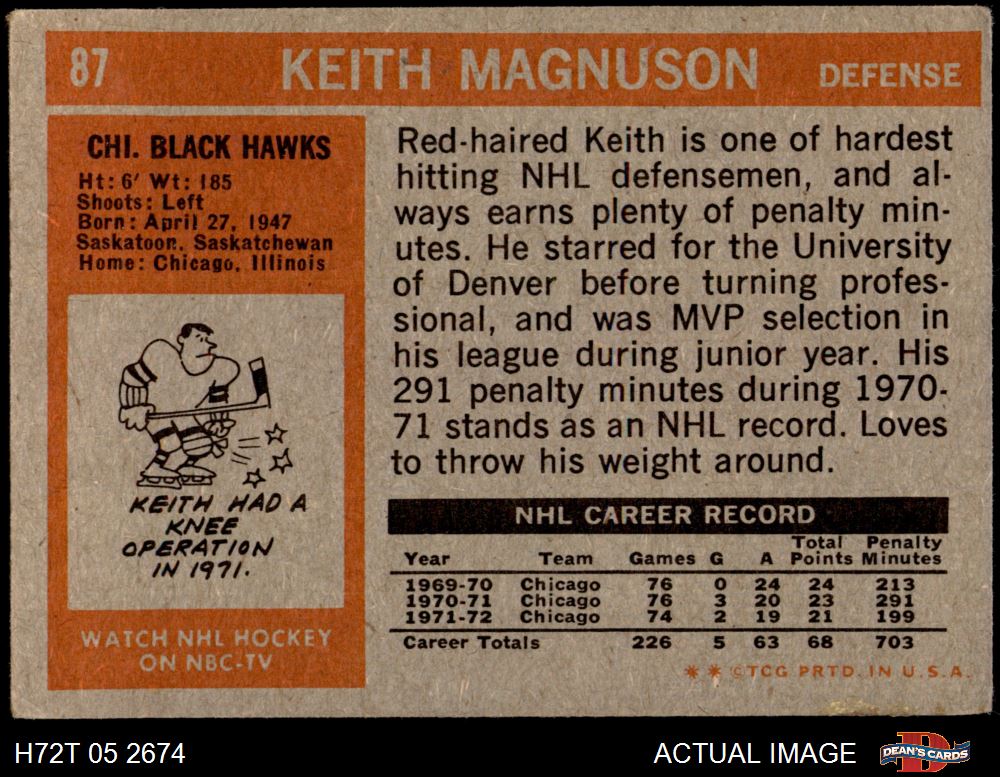 87 KEITH MAGNUSON DEFENSE
CHI. BLACK HAWKS
Ht: 6' Wt: 185
Shoots: Left
Born: April 27, 1947
Saskatoon, Saskatchewan
Home: Chicago, Illinois
KEITH HAD A
KNEE
OPERATION
IN 1971.
WATCH NHL HOCKEY
ON NBC-TV
Red-haired Keith is one of hardest
hitting NHL defensemen, and al-
ways earns plenty of penalty min-
utes. He starred for the University
of Denver before turning profes-
sional, and was MVP selection in
his league during junior year. His
291 penalty minutes during 1970-
71 stands as an NHL record. Loves
to throw his weight around.
NHL CAREER RECORD
Total Penalty
Year Team Games G A Points Minutes
1969-70 Chicago 76 0 24 24 213
1970-71 Chicago 76 3 20 23 291
1971-72 Chicago 74 2 19 21 199
Career Totals 226 5 63 68 703
* * ©TCG PRTD. IN U.S.A.
H72T 05 2674 ACTUAL IMAGE DEAN'S CARDS